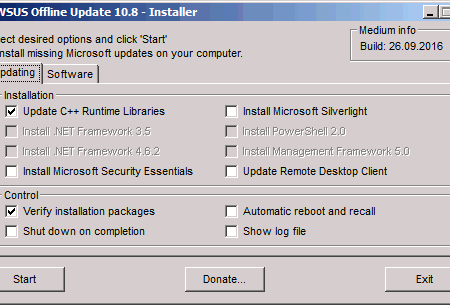 WSUS Offline Update 10.8 - Installer
ect desired options and click 'Start'
nstall missing Microsoft updates on your computer.
Medium info
Build: 26.09.2016
pdating Software
Installation
Update C++ Runtime Libraries Install Microsoft Silverlight
Install .NET Framework 3.5 Install PowerShell 2.0
Install .NET Framework 4.6.2 Install Management Framework 5.0
Install Microsoft Security Essentials Update Remote Desktop Client
Control
Verify installation packages Automatic reboot and recall
Shut down on completion Show log file
Start Donate... Exit